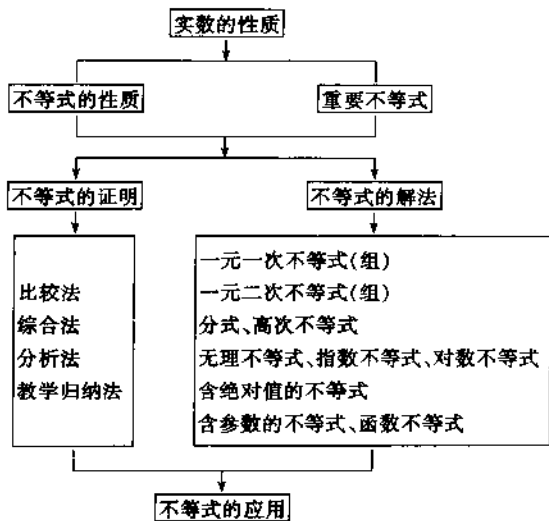 实数的性质
不等式的性质
重要不等式
不等式的证明
不等式的解法
比较法
综合法
分析法
教学归纳法
一元一次不等式(组)
一元二次不等式(组)
分式、高次不等式
无理不等式、指数不等式、对数不等式
含绝对值的不等式
含参数的不等式、函数不等式
不等式的应用